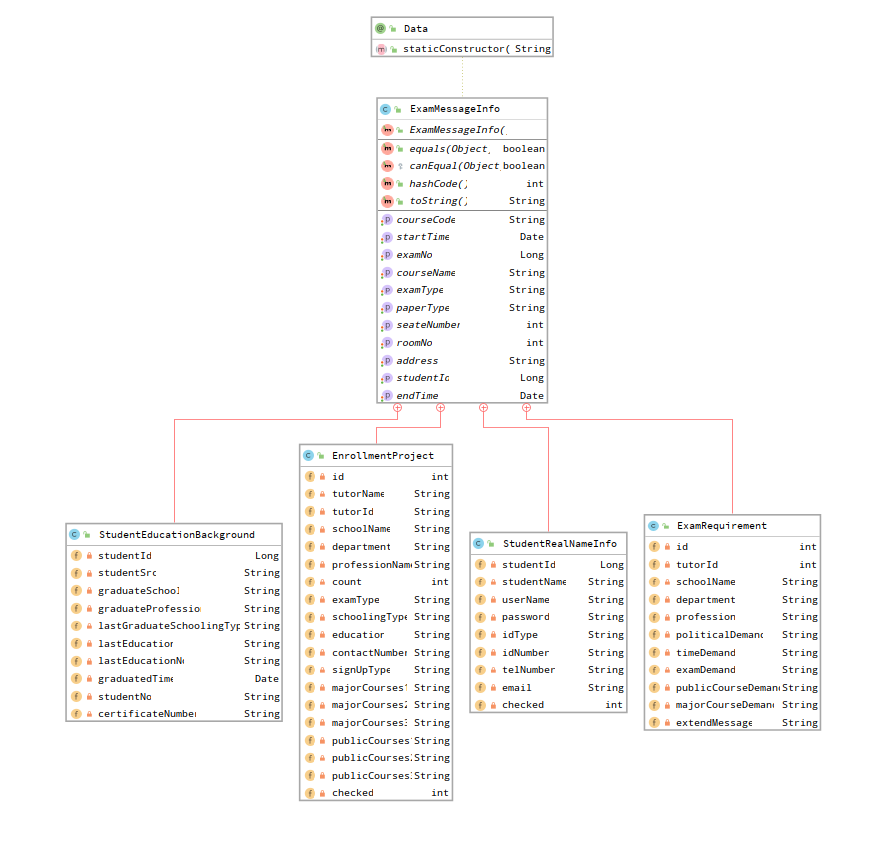 Data
staticConstructor( String
ExamMessageInfo
ExamMessageInfo(
equals(Object, boolean
canEqual(Object boolean
hashCode() int
toString() String
courseCode String
startTime Date
examNo Long
courseName String
examType String
paperType String
seateNumber int
roomNo int
address String
studentId Long
endTime Date
StudentEducationBackground
studentId Long
studentSrc String
graduateSchool String
graduateProfession String
lastGraduateSchoolingTyp String
lastEducation String
lastEducationNo String
graduatedTime Date
studentNo String
certificateNumber String
EnrollmentProject
id int
tutorName String
tutorId String
schoolName String
department String
professionName String
count int
examType String
schoolingType String
education String
contactNumber String
signUpType String
majorCourses1 String
majorCourses2 String
majorCourses3 String
publicCourses String
publicCourses String
publicCourses String
checked int
StudentRealNameInfo
studentId Long
studentName String
userName String
password String
idType String
idNumber String
telNumber String
email String
checked int
ExamRequirement
id int
tutorId int
schoolName String
department String
profession String
politicalDemand String
timeDemand String
examDemand String
publicCourseDeman String
majorCourseDemand String
extendMessage String